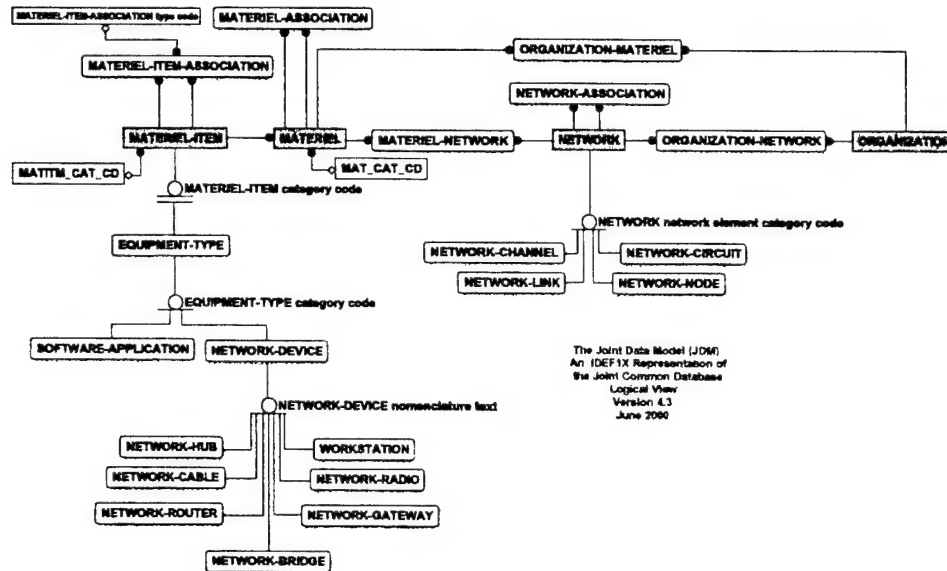 MATERIEL-ITEM-ASSOCIATION type code
MATERIEL-ASSOCIATION
MATERIEL-ITEM-ASSOCIATION
ORGANIZATION-MATERIEL
NETWORK-ASSOCIATION
MATERIEL-ITEM
MATERIEL
MATERIEL-NETWORK
NETWORK
ORGANIZATION-NETWORK
ORGANIZATION
MATITM_CAT_CD
MAT_CAT_CD
MATERIEL-ITEM category code
NETWORK network element category code
EQUIPMENT-TYPE
NETWORK-CHANNEL
NETWORK-CIRCUIT
NETWORK-LINK
NETWORK-NODE
EQUIPMENT-TYPE category code
SOFTWARE-APPLICATION
NETWORK-DEVICE
The Joint Data Model (JDM)
An IDEF1X Representation of
the Joint Common Database
Logical View
Version 4.3
June 2000
NETWORK-DEVICE nomenclature text
NETWORK-HUB
WORKSTATION
NETWORK-CABLE
NETWORK-RADIO
NETWORK-ROUTER
NETWORK-GATEWAY
NETWORK-BRIDGE